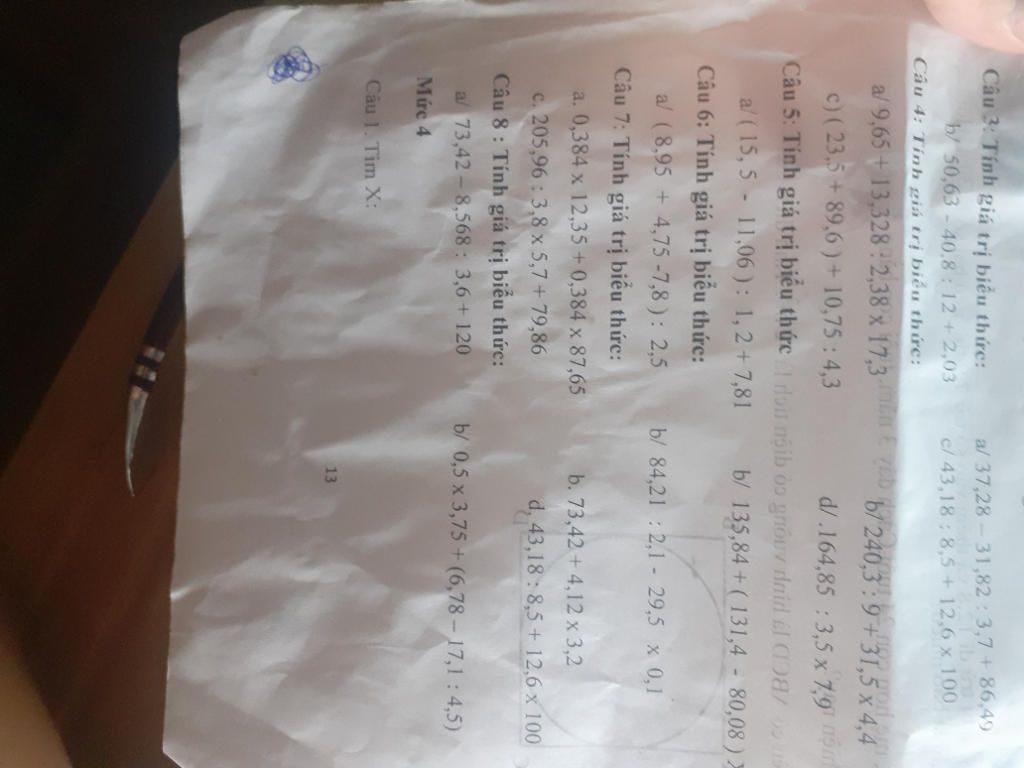 Câu 3: Tính giá trị biểu thức: a/ 37,28 – 31,82 : 3,7 + 86,49
b/ 50,63 - 40,8 : 12 + 2,03 c/ 43,18 : 8,5 + 12,6 x 100
Câu 4: Tính giá trị biểu thức:
a/ 9,65 + 13,328 : 2,38 x 17,3 b/ 240,3 : 9 + 31,5 x 4,4
c) ( 23,5 + 89,6 ) + 10,75 : 4,3 d/ .164,85 : 3,5 x 7,9
Câu 5: Tính giá trị biểu thức
a/ ( 15, 5 - 11,06 ) : 1, 2 + 7,81 b/ 135,84 + ( 131,4 - 80,08 )
Câu 6: Tính giá trị biểu thức:
a/ ( 8,95 + 4,75 -7,8 ) : 2,5 b/ 84,21 : 2,1 - 29,5 x 0,1
Câu 7: Tính giá trị biểu thức:
a. 0,384 x 12,35 + 0,384 x 87,65 b. 73,42 + 4,12 x 3,2
c. 205,96 : 3,8 x 5,7 + 79,86 d. 43,18 : 8,5 + 12,6 x 100
Câu 8 : Tính giá trị biểu thức:
a/ 73,42 – 8,568 : 3,6 + 120 b/ 0,5 x 3,75 + (6,78 – 17,1 : 4,5)
Mức 4
Câu 1. Tìm X:
13